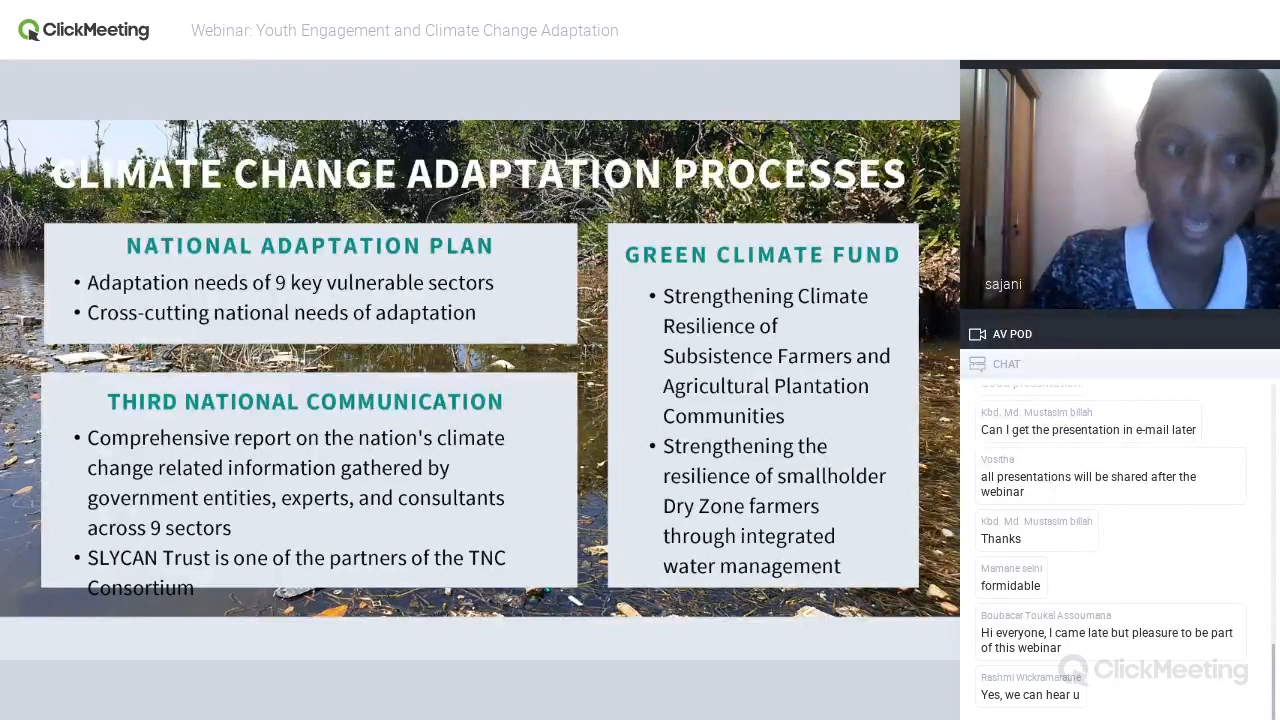 ClickMeeting
Webinar: Youth Engagement and Climate Change Adaptation
CLIMATE CHANGE ADAPTATION PROCESSES
NATIONAL ADAPTATION PLAN
• Adaptation needs of 9 key vulnerable sectors
• Cross-cutting national needs of adaptation
THIRD NATIONAL COMMUNICATION
• Comprehensive report on the nation's climate
change related information gathered by
government entities, experts, and consultants
across 9 sectors
• SLYCAN Trust is one of the partners of the TNC
Consortium
GREEN CLIMATE FUND
• Strengthening Climate
Resilience of
Subsistence Farmers and
Agricultural Plantation
Communities
• Strengthening the
resilience of smallholder
Dry Zone farmers
through integrated
water management
sajani
AV POD
CHAT
Good presentation.
Kbd. Md. Mustasim billah
Can I get the presentation in e-mail later
Vositha
all presentations will be shared after the
webinar
Kbd. Md. Mustasim billah
Thanks
Mamane seini
formidable
Boubacar Toukal Assoumana
Hi everyone, I came late but pleasure to be part
of this webinar
Rashmi Wickramaratne
Yes, we can hear u
ClickMeeting